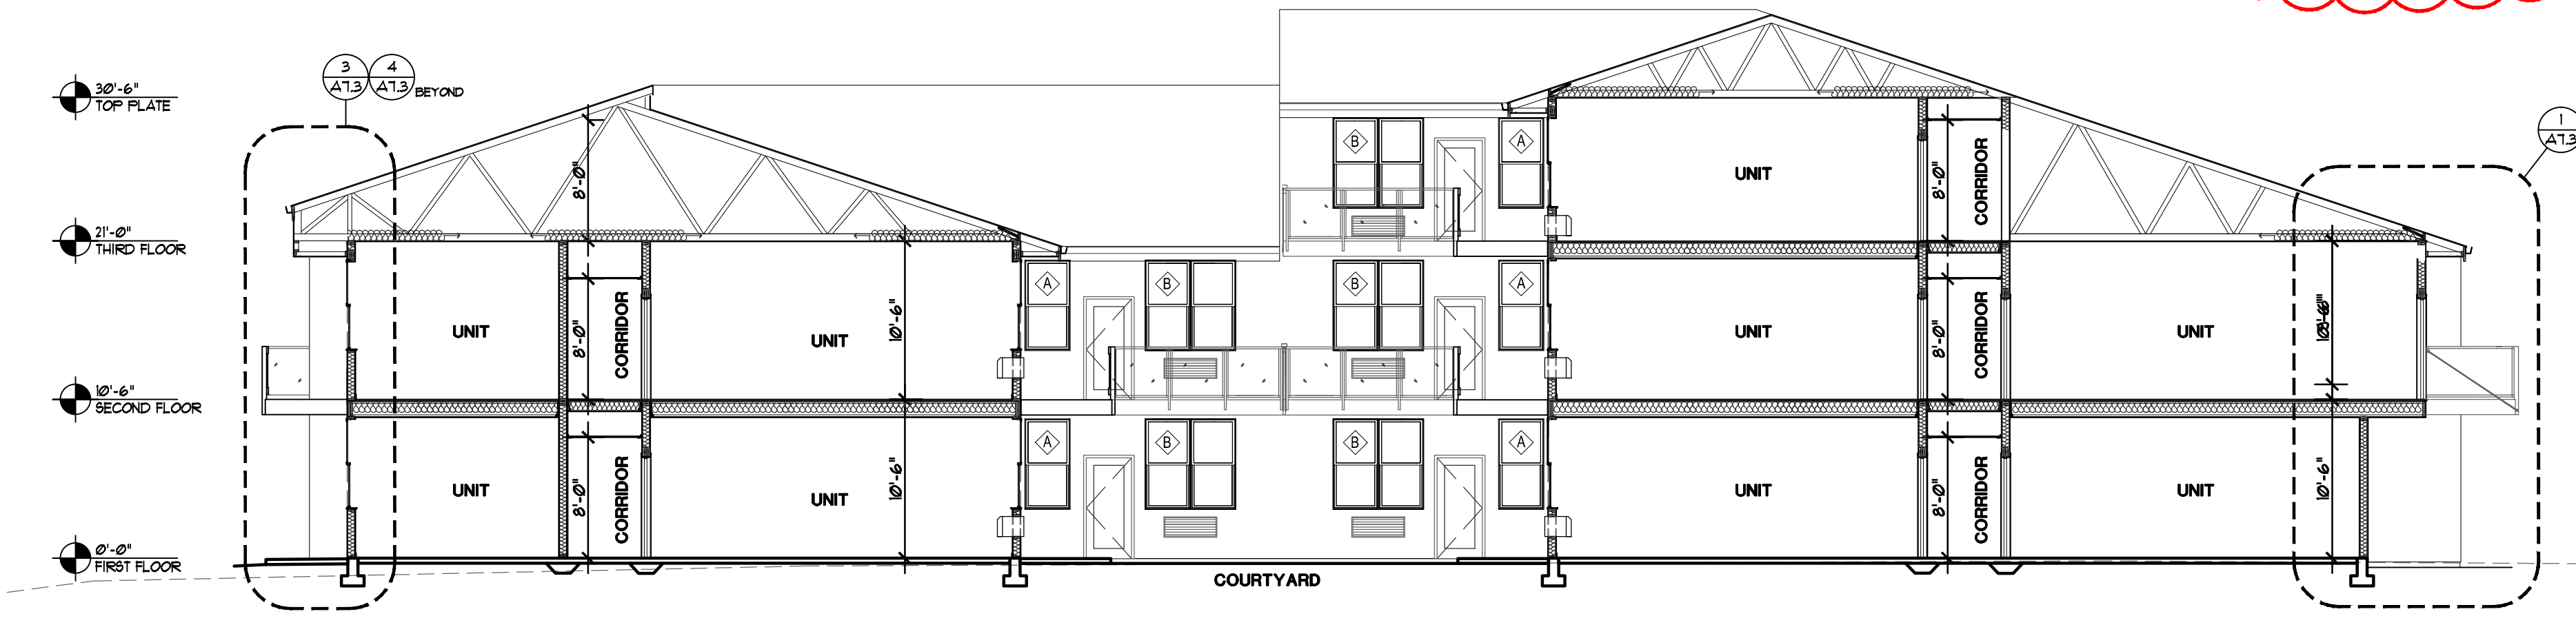 30'-6"
TOP PLATE
21'-0"
THIRD FLOOR
10'-6"
SECOND FLOOR
0'-0"
FIRST FLOOR
3
A7.3
4
A7.3
BEYOND
1
A7.3
8'-0"
B
A
UNIT
8'-0"
CORRIDOR
UNIT
8'-0"
CORRIDOR
UNIT
10'-6"
A
B
B
A
UNIT
8'-0"
CORRIDOR
UNIT
UNIT
8'-0"
CORRIDOR
UNIT
10'-6"
A
B
B
A
UNIT
8'-0"
CORRIDOR
UNIT
10'-6"
COURTYARD